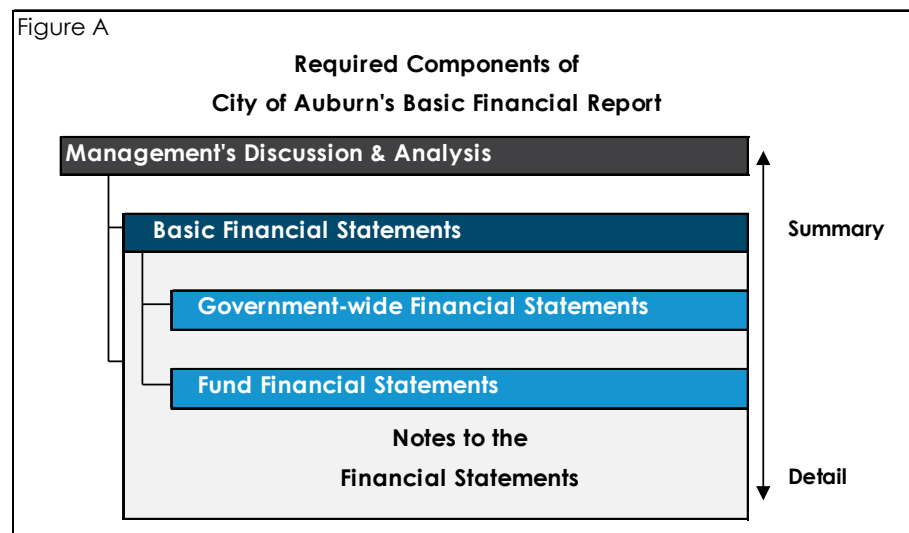 Figure A
Required Components of
City of Auburn's Basic Financial Report
Management's Discussion & Analysis
Basic Financial Statements
Summary
Government-wide Financial Statements
Fund Financial Statements
Notes to the
Financial Statements
Detail